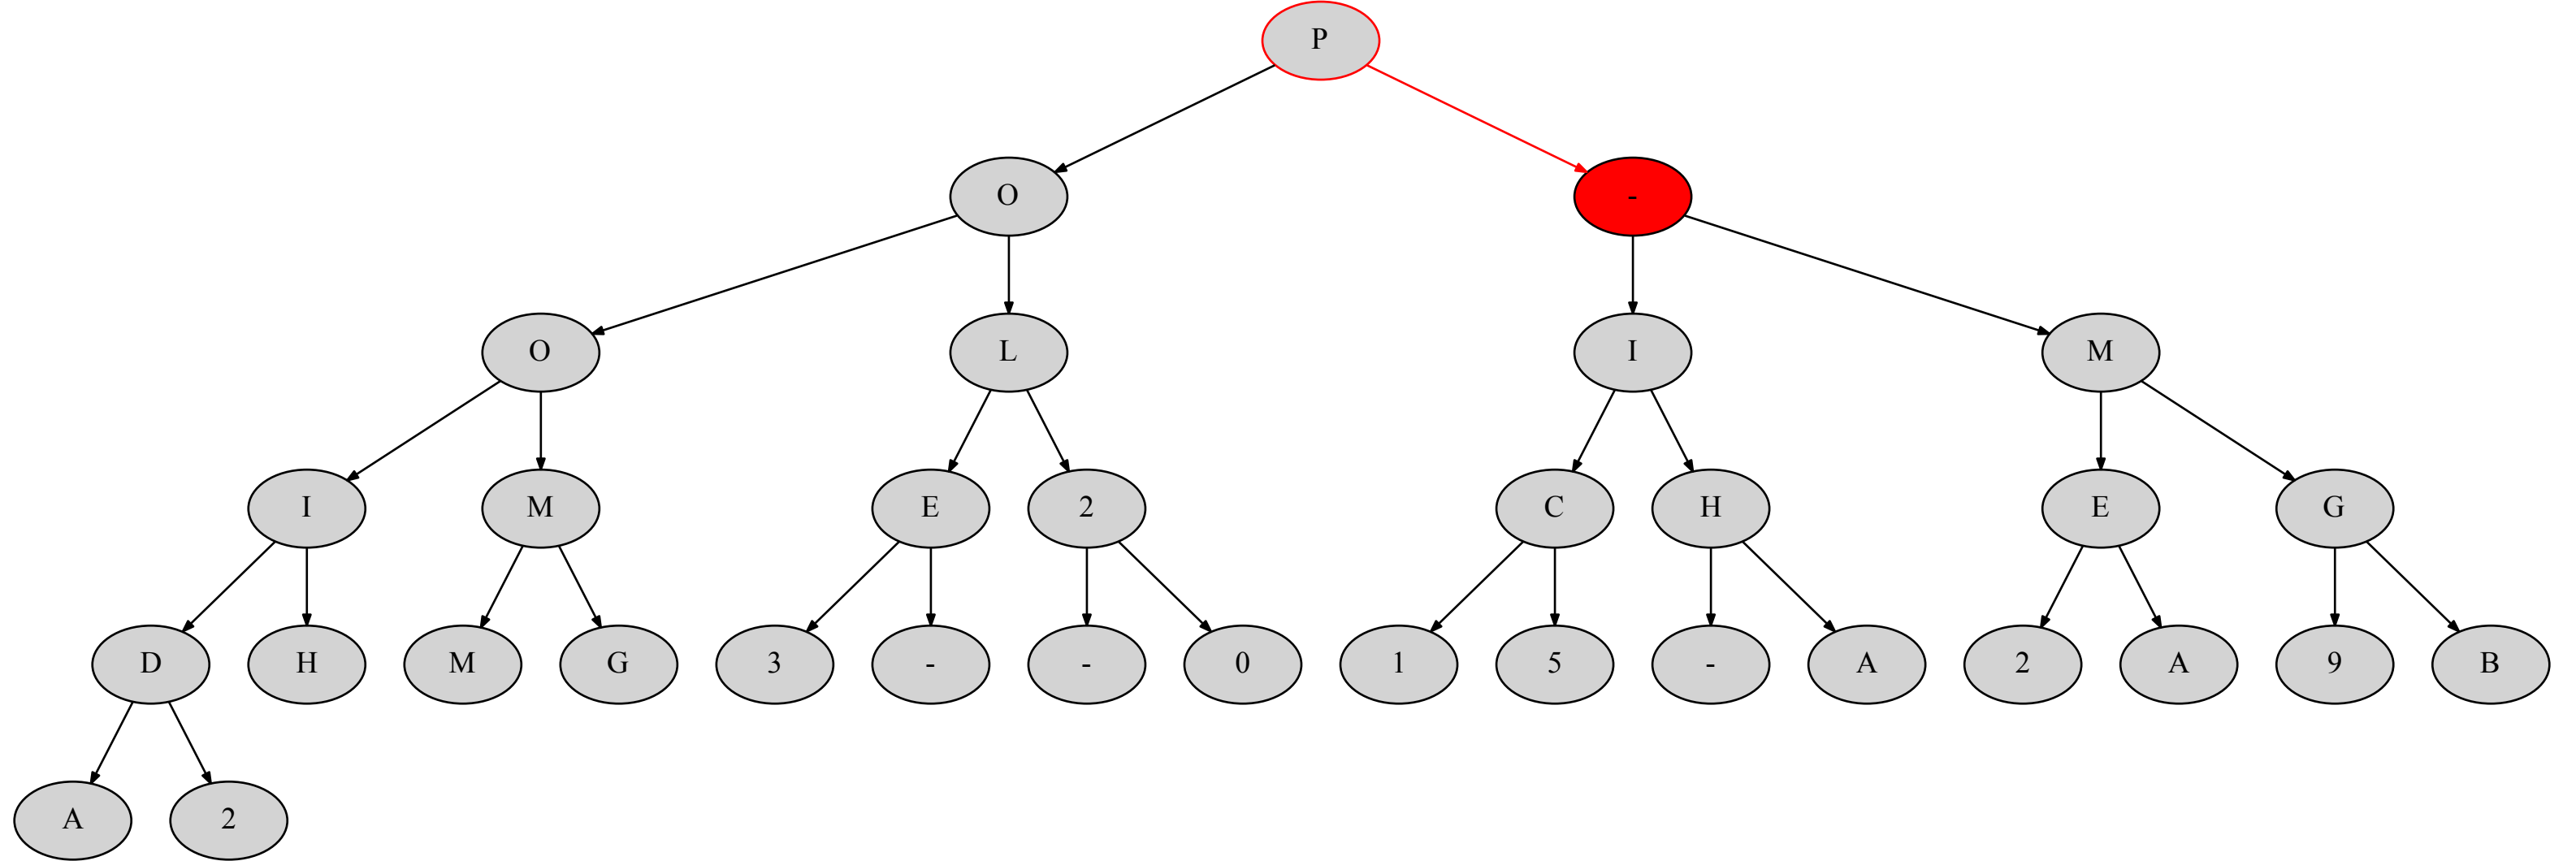 P
O -
O L I M
I M E 2 C H E G
D H M G 3 - - 0 1 5 - A 2 A 9 B
A 2